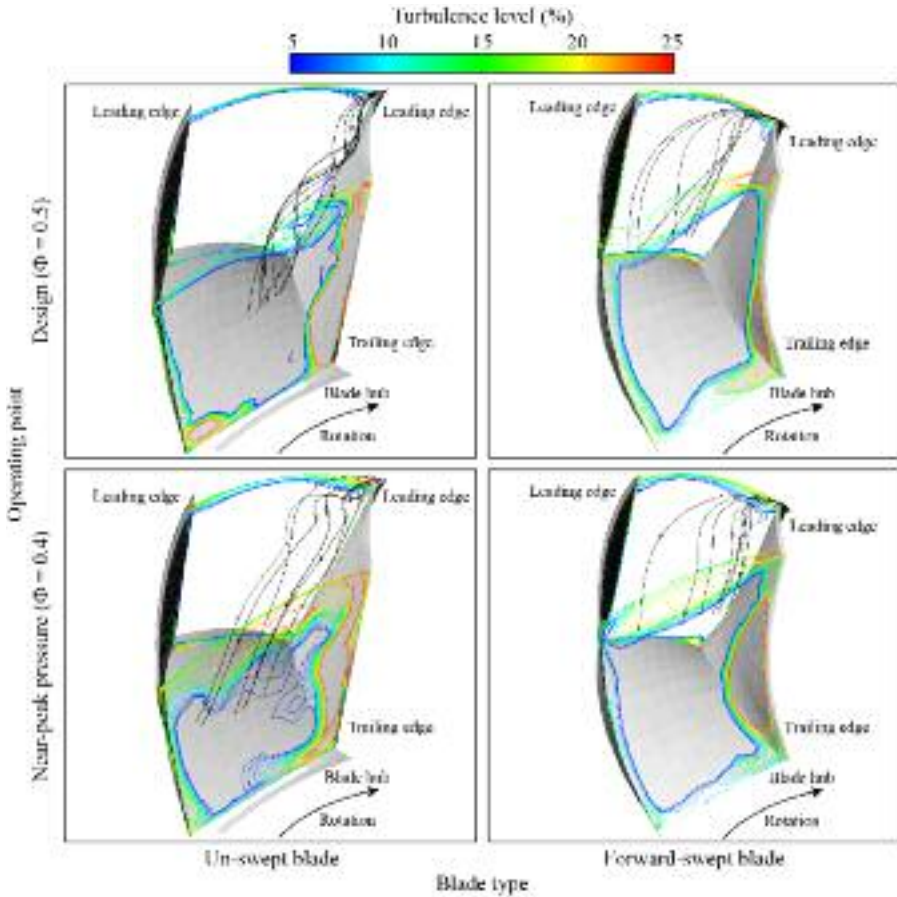 Turbulence level (%)
5 10 15 20 25
Leading edge
Leading edge
Trailing edge
Blade hub
Rotation
Leading edge
Leading edge
Trailing edge
Blade hub
Rotation
Design (Φ = 0.5)
Operating point
Leading edge
Leading edge
Trailing edge
Blade hub
Rotation
Leading edge
Leading edge
Trailing edge
Blade hub
Rotation
Near-peak pressure (Φ = 0.4)
Un-swept blade
Forward-swept blade
Blade type